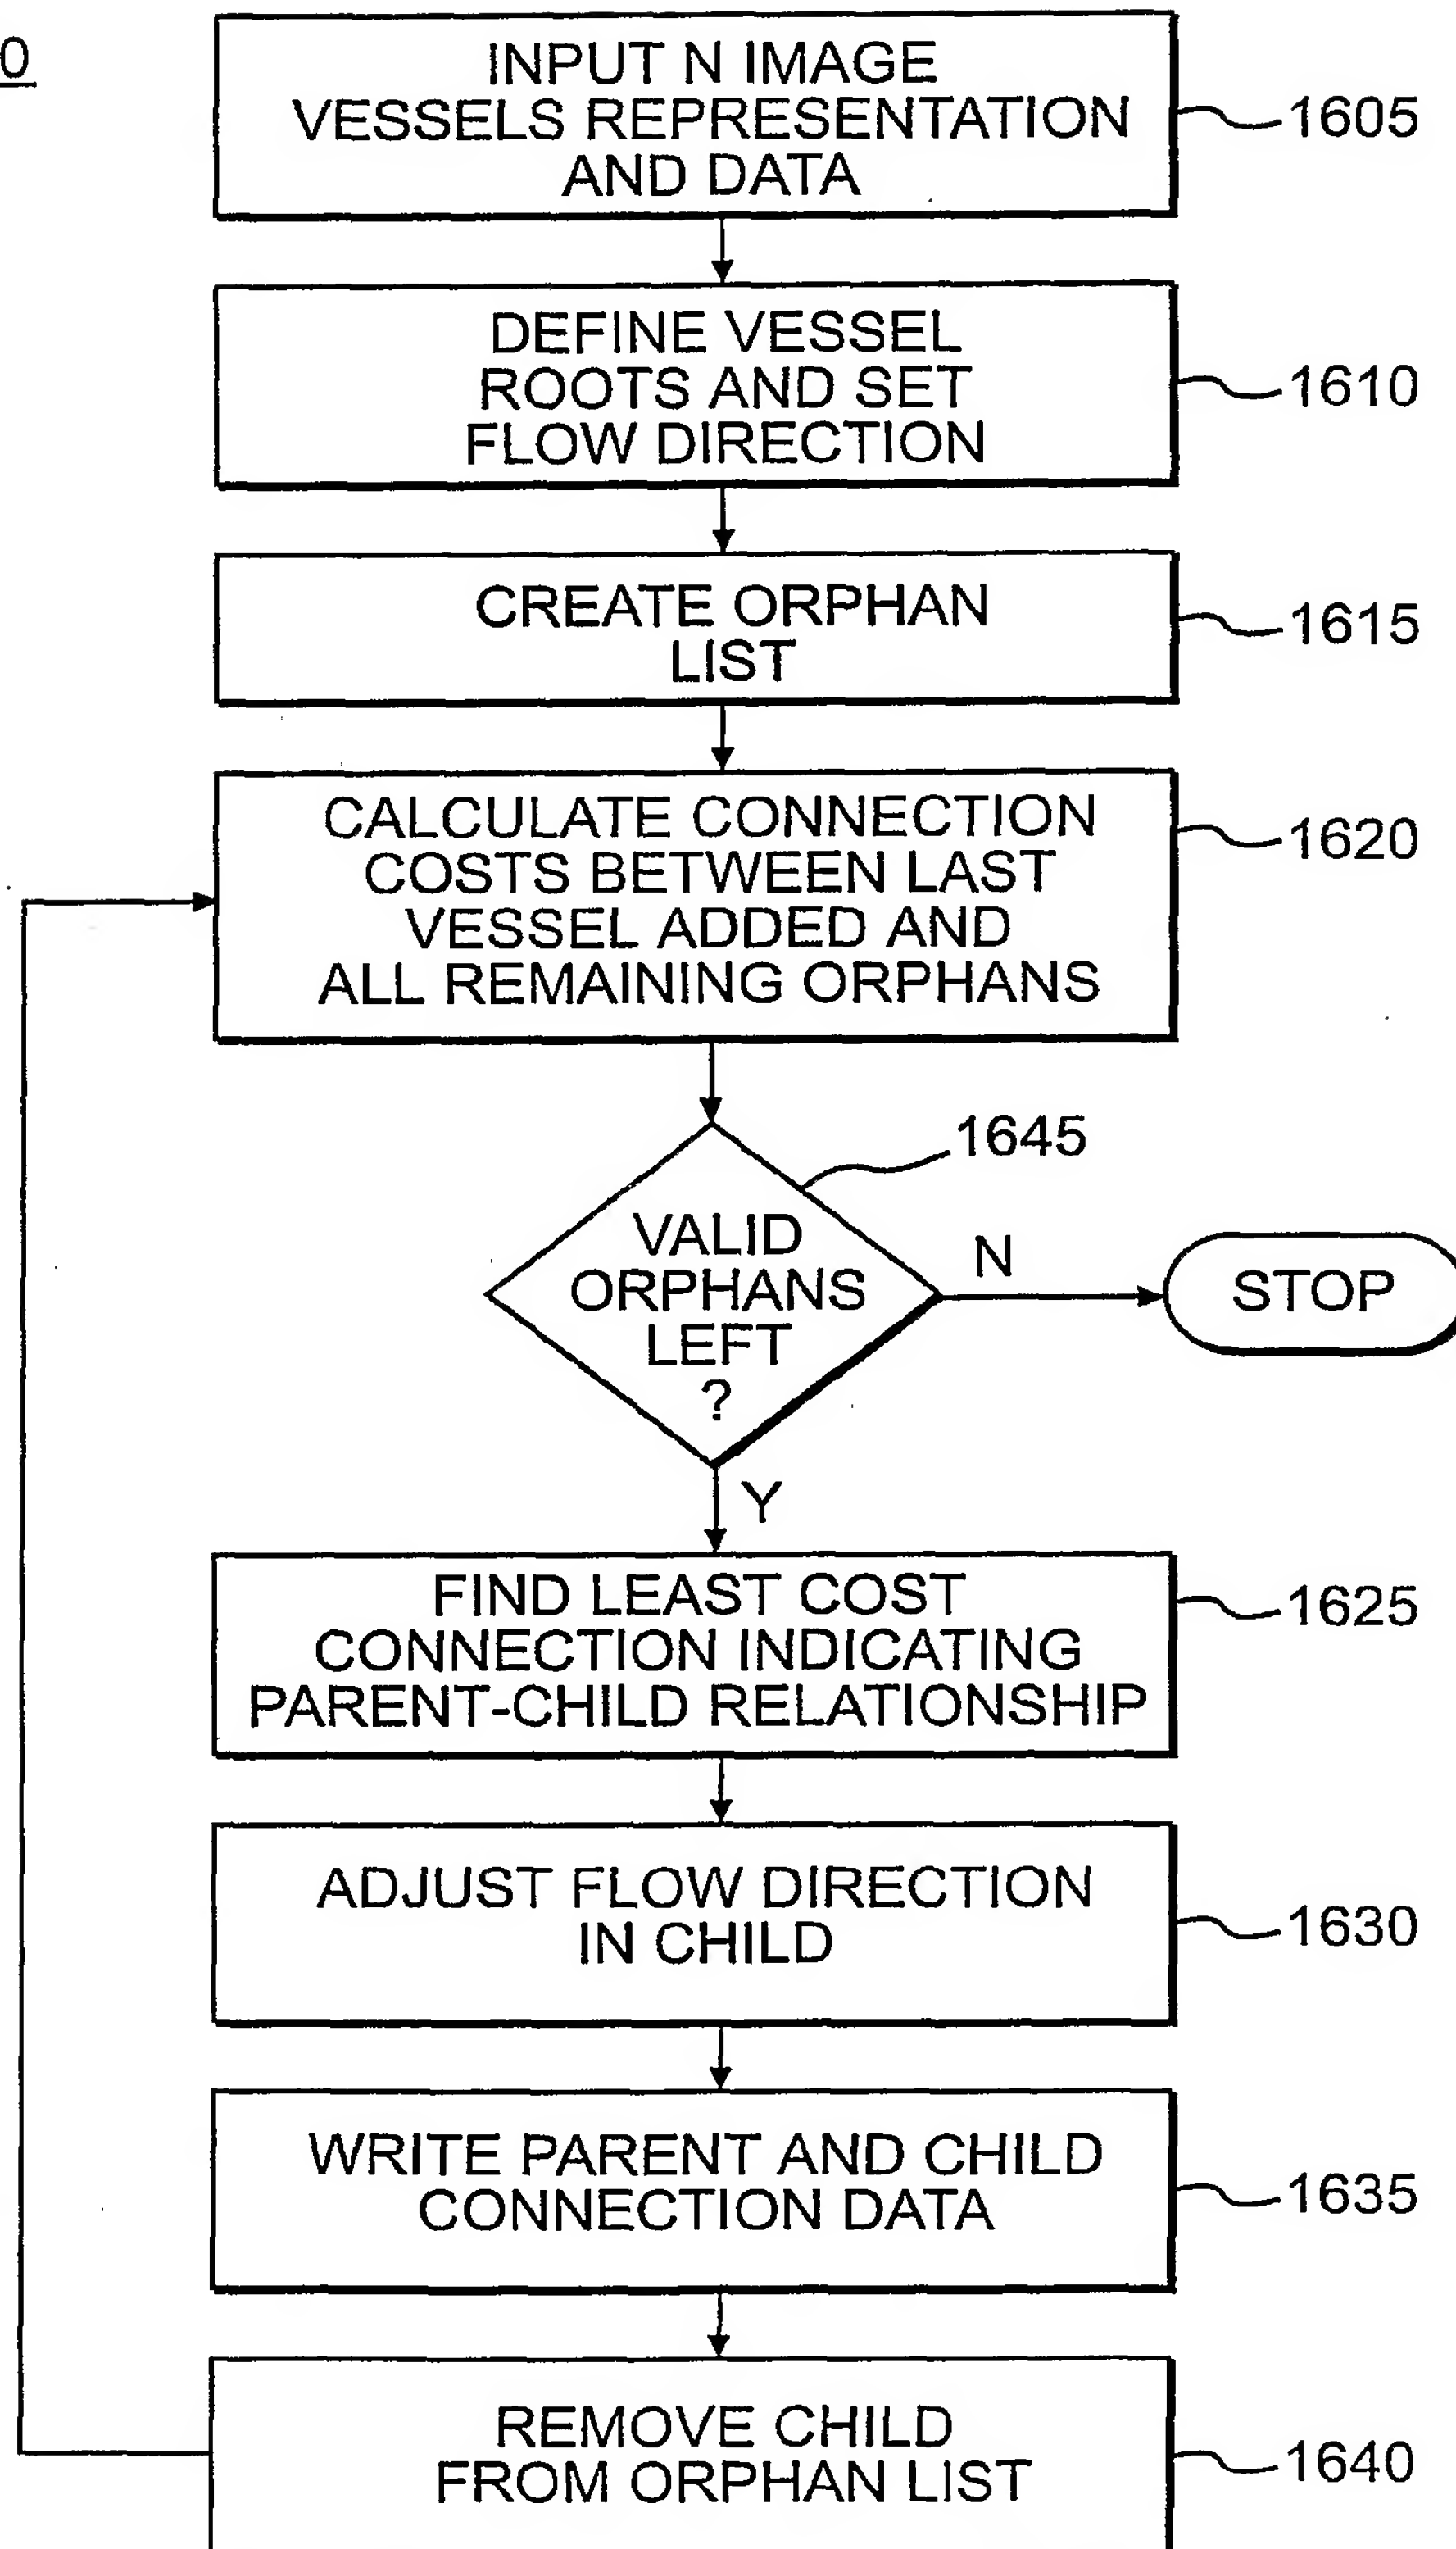 0
INPUT N IMAGE
VESSELS REPRESENTATION
AND DATA
1605
DEFINE VESSEL
ROOTS AND SET
FLOW DIRECTION
1610
CREATE ORPHAN
LIST
1615
CALCULATE CONNECTION
COSTS BETWEEN LAST
VESSEL ADDED AND
ALL REMAINING ORPHANS
1620
1645
VALID
ORPHANS
LEFT
?
N
STOP
Y
FIND LEAST COST
CONNECTION INDICATING
PARENT-CHILD RELATIONSHIP
1625
ADJUST FLOW DIRECTION
IN CHILD
1630
WRITE PARENT AND CHILD
CONNECTION DATA
1635
REMOVE CHILD
FROM ORPHAN LIST
1640